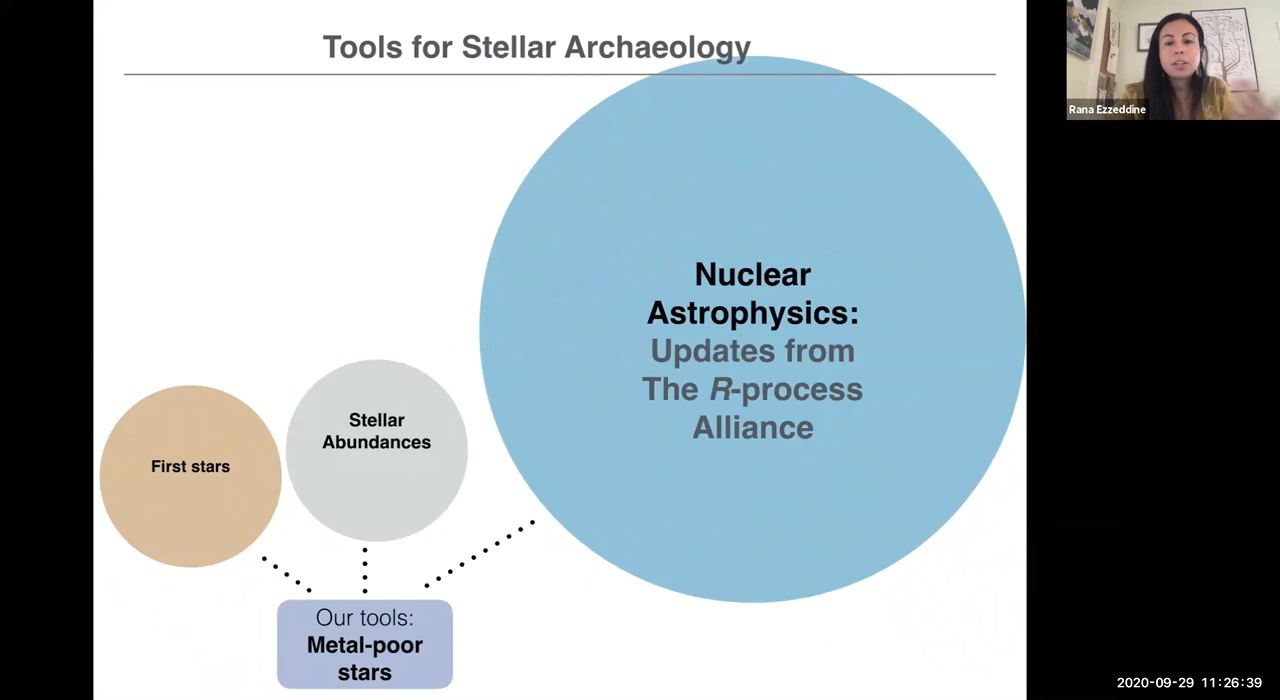 Tools for Stellar Archaeology
Rana Ezzeddine
Nuclear
Astrophysics:
Updates from
The R-process
Alliance
Stellar
Abundances
First stars
Our tools:
Metal-poor
stars
2020-09-29 11:26:39